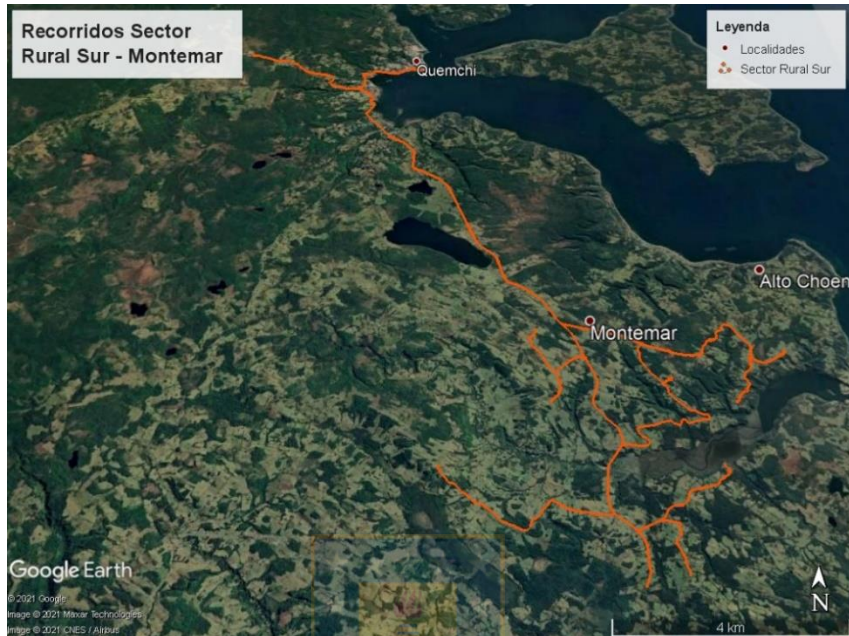 Recorridos Sector
Rural Sur - Montemar
Leyenda
Localidades
Sector Rural Sur
Quemchi
Alto Choen
Montemar
Google Earth
© 2021 Google
Image © 2021 Maxar Technologies
Image © 2021 CNES / Airbus
N
4 km